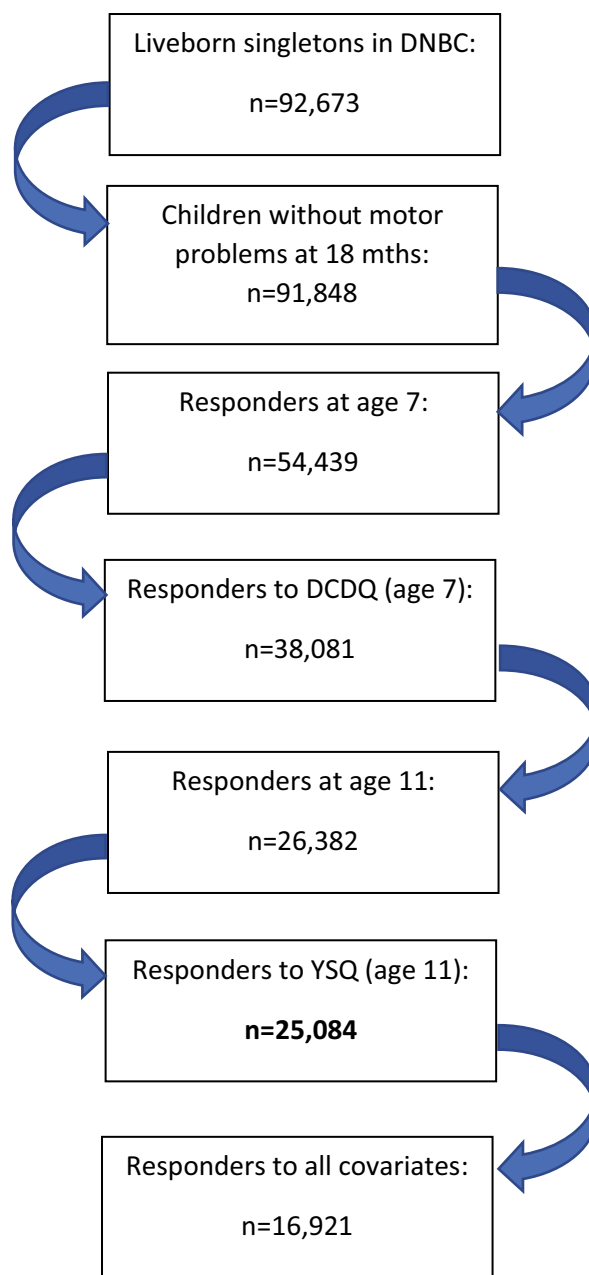 Liveborn singletons in DNBC:
n=92,673
Children without motor
problems at 18 mths:
n=91,848
Responders at age 7:
n=54,439
Responders to DCDQ (age 7):
n=38,081
Responders at age 11:
n=26,382
Responders to YSQ (age 11):
n=25,084
Responders to all covariates:
n=16,921